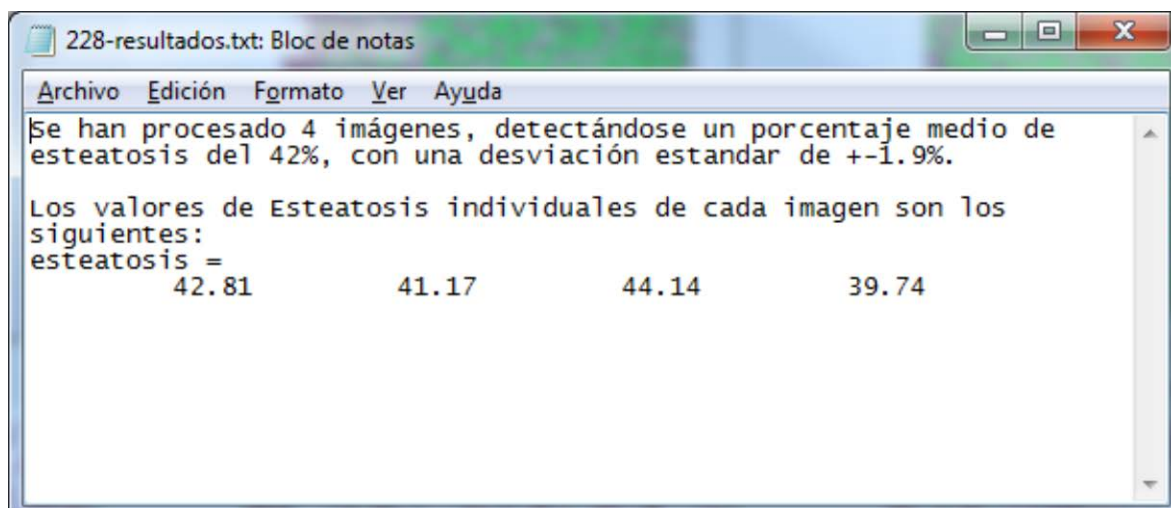 228-resultados.txt: Bloc de notas
Archivo Edición Formato Ver Ayuda
Se han procesado 4 imágenes, detectándose un porcentaje medio de
esteatosis del 42%, con una desviación estandar de +-1.9%.
Los valores de Esteatosis individuales de cada imagen son los
siguientes:
esteatosis =
42.81 41.17 44.14 39.74